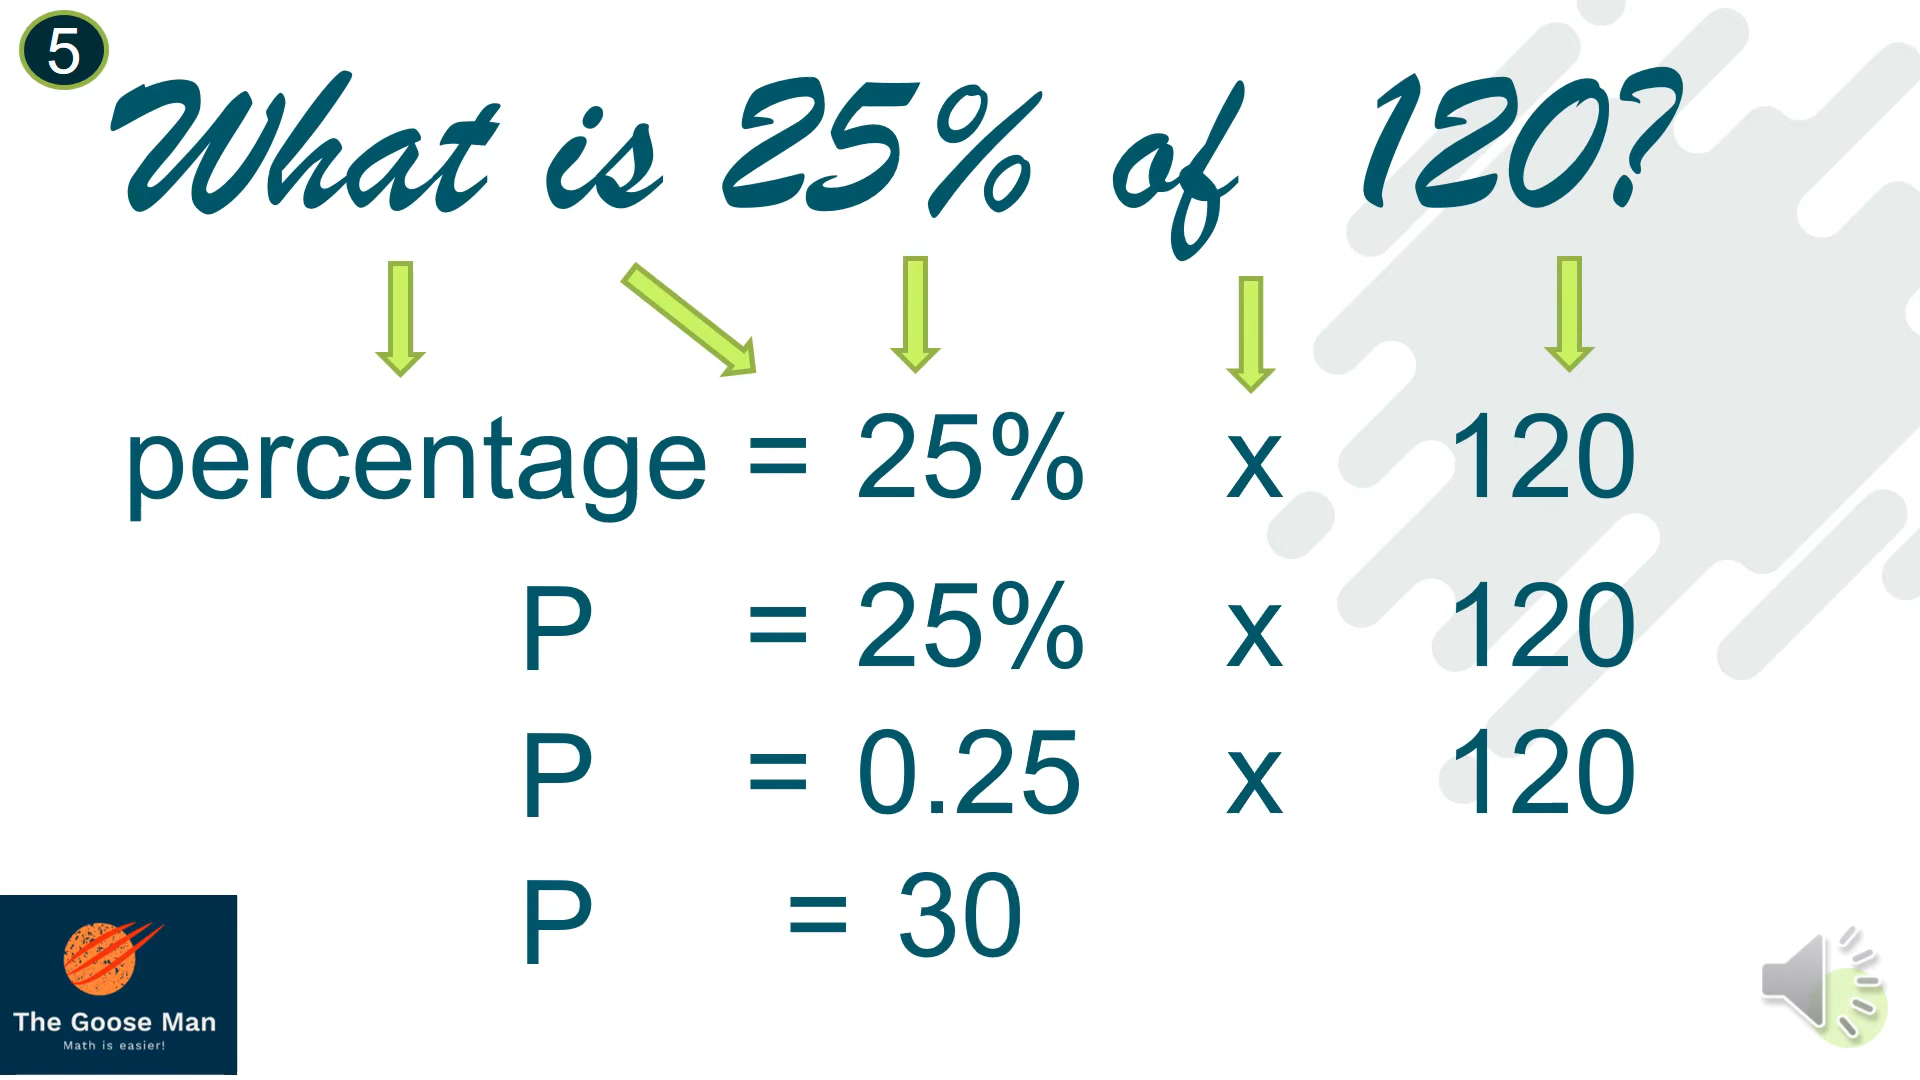 5
What is 25% of 120?
percentage = 25% x 120
P = 25% x 120
P = 0.25 x 120
P = 30
The Goose Man
Math is easier!